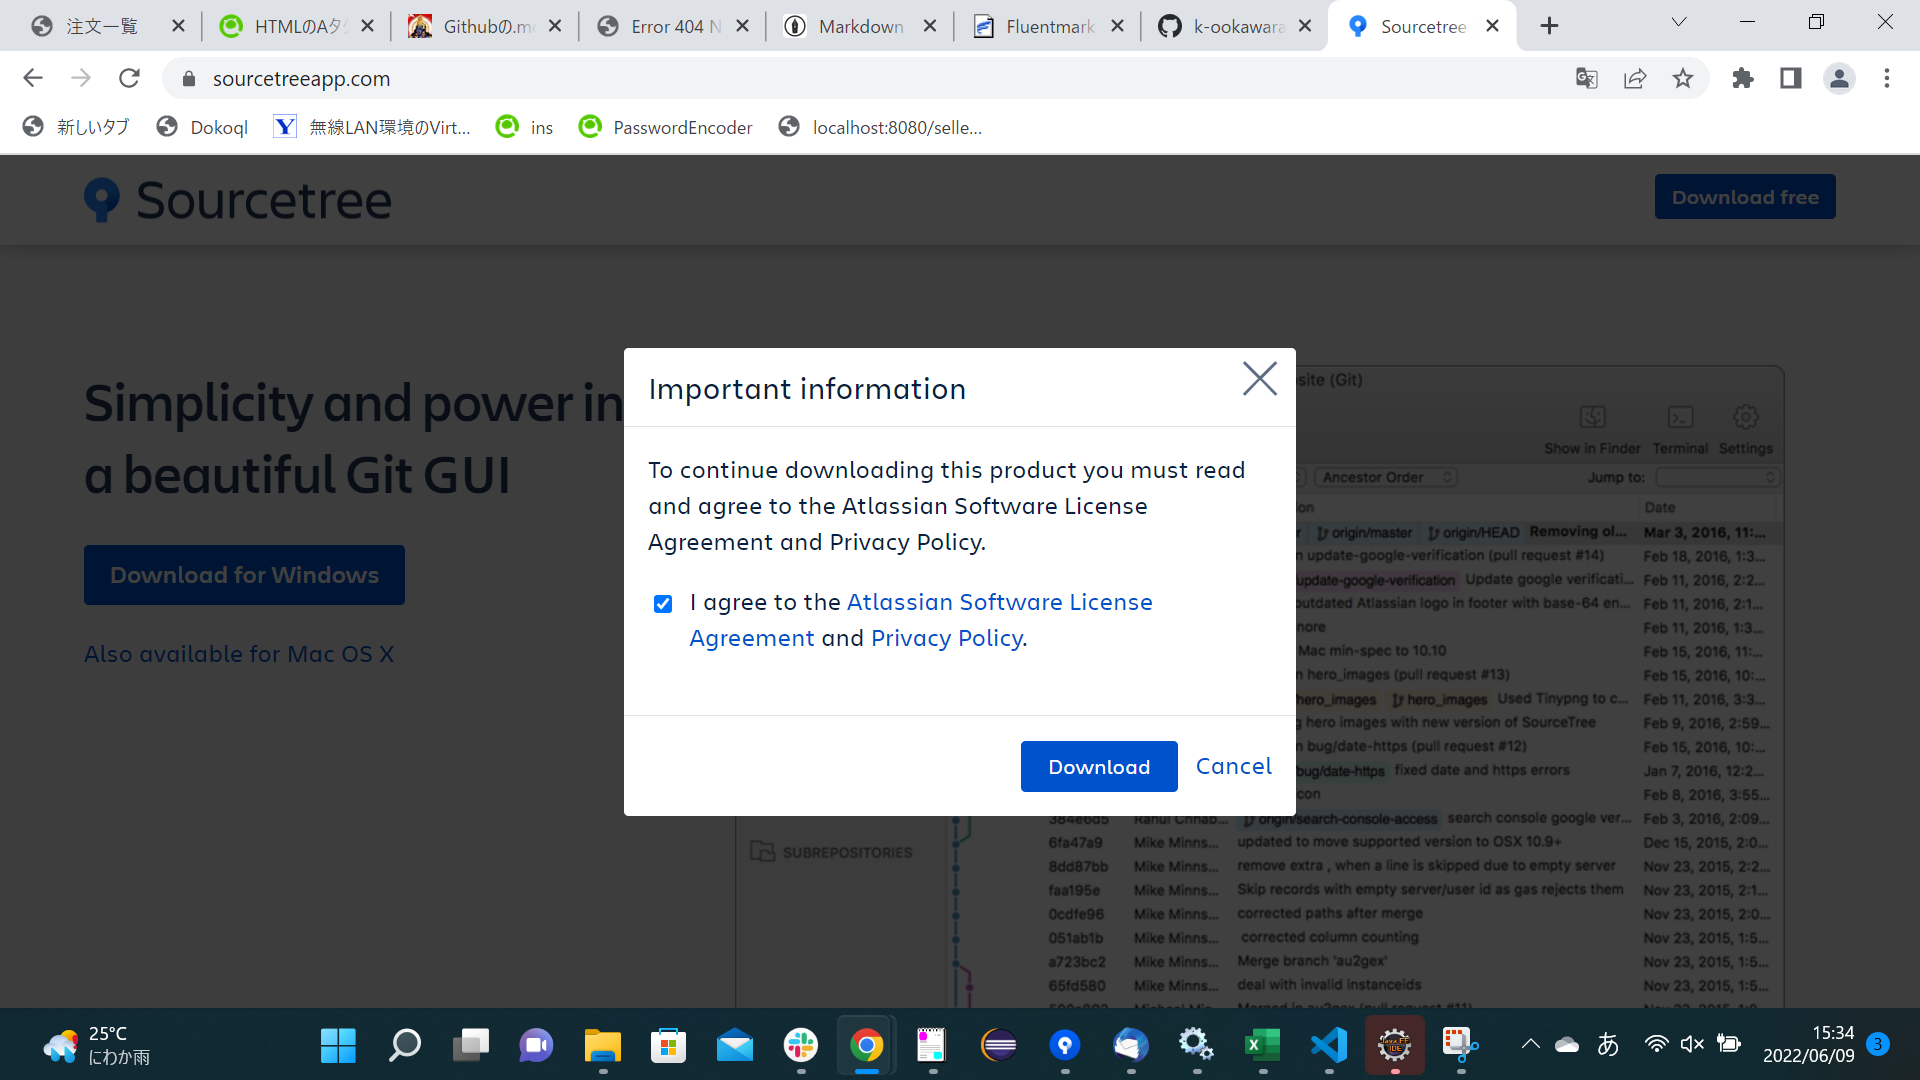 注文一覧
HTMLのAタグ
Githubの.m
Error 404 N
Markdown
Fluentmark
k-ookawara
Sourcetree
sourcetreeapp.com
新しいタブ
Dokoql
無線LAN環境のVirt...
ins
PasswordEncoder
localhost:8080/selle...
Sourcetree
Download free
Simplicity and power in
a beautiful Git GUI
Download for Windows
Also available for Mac OS X
Important information
To continue downloading this product you must read
and agree to the Atlassian Software License
Agreement and Privacy Policy.
I agree to the Atlassian Software License
Agreement and Privacy Policy.
Download
Cancel
site (Git)
Show in Finder
Terminal
Settings
Ancestor Order
Jump to:
on
Date
origin/master origin/HEAD Removing ol... Mar 3, 2016, 11:...
n update-google-verification (pull request #14) Feb 18, 2016, 1:3...
update-google-verification Update google verificati... Feb 11, 2016, 2:2...
outdated Atlassian logo in footer with base-64 en... Feb 11, 2016, 2:1...
nore Feb 11, 2016, 1:3...
Mac min-spec to 10.10 Feb 15, 2016, 11:...
n hero_images (pull request #13) Feb 15, 2016, 10:...
hero_images hero_images Used Tinypng to c... Feb 11, 2016, 3:3...
g hero images with new version of SourceTree Feb 9, 2016, 2:59...
n bug/date-https (pull request #12) Feb 15, 2016, 10:...
bug/date-https fixed date and https errors Jan 7, 2016, 12:2...
con Feb 8, 2016, 3:55...
384e6d5 Rahul Chhab... origin/search-console-access search console google ver... Feb 3, 2016, 2:09...
SUBREPOSITORIES
6fa47a9 Mike Minns... updated to move supported version to OSX 10.9+ Dec 15, 2015, 2:0...
8dd87bb Mike Minns... remove extra , when a line is skipped due to empty server Nov 23, 2015, 2:2...
faa195e Mike Minns... Skip records with empty server/user id as gas rejects them Nov 23, 2015, 2:1...
0cdfe96 Mike Minns... corrected paths after merge Nov 23, 2015, 2:0...
051ab1b Mike Minns... corrected column counting Nov 23, 2015, 1:5...
a723bc2 Mike Minns... Merge branch 'au2gex' Nov 23, 2015, 1:5...
65fd580 Mike Minns... deal with invalid instanceids Nov 23, 2015, 1:5...
25°C
にわか雨
あ
15:34
2022/06/09
3